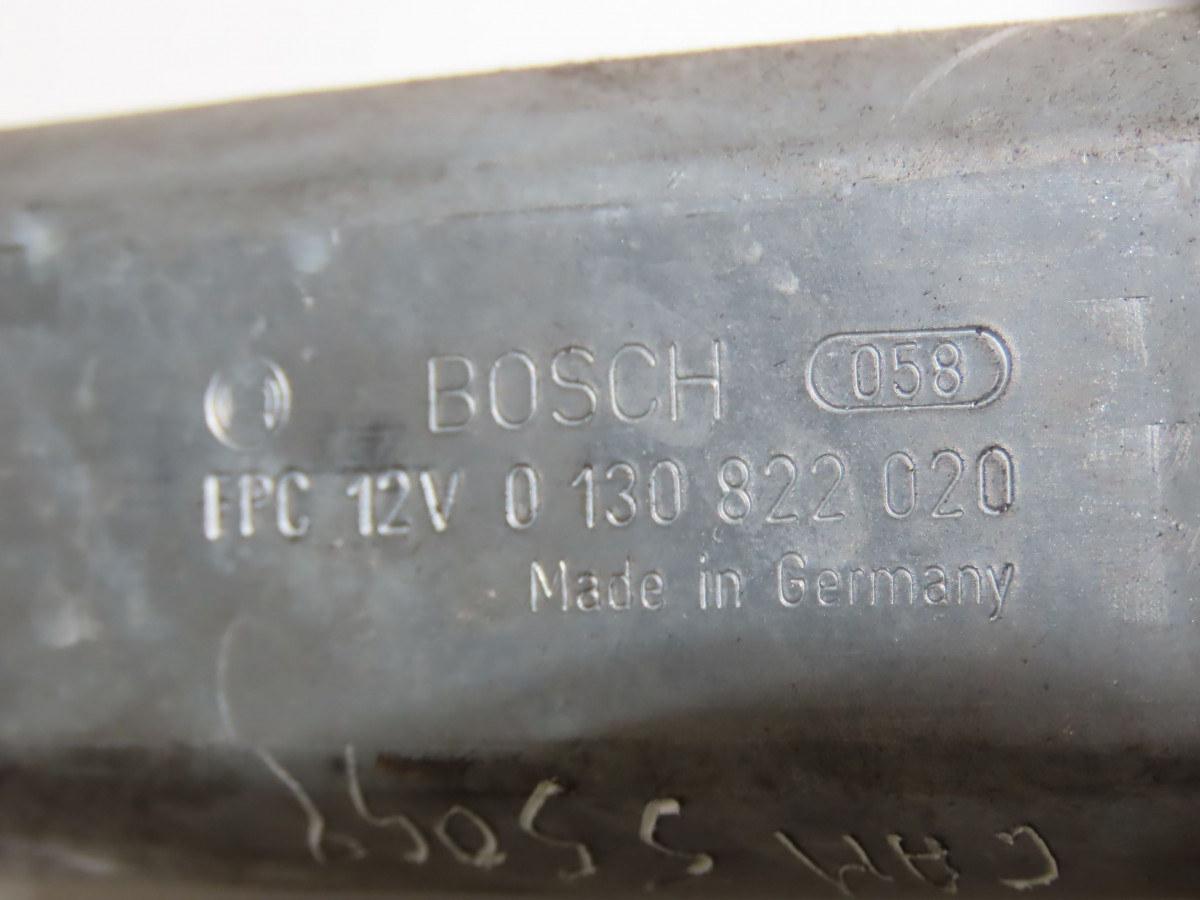 BOSCH 058
FPC 12V 0 130 822 020
Made in Germany